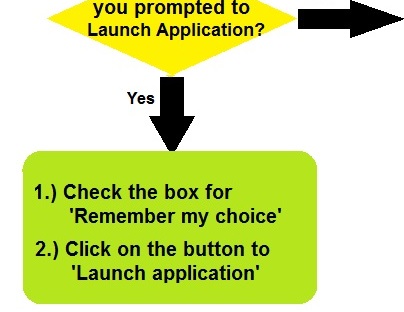 you prompted to
Launch Application?
Yes
1.) Check the box for
'Remember my choice'
2.) Click on the button to
'Launch application'